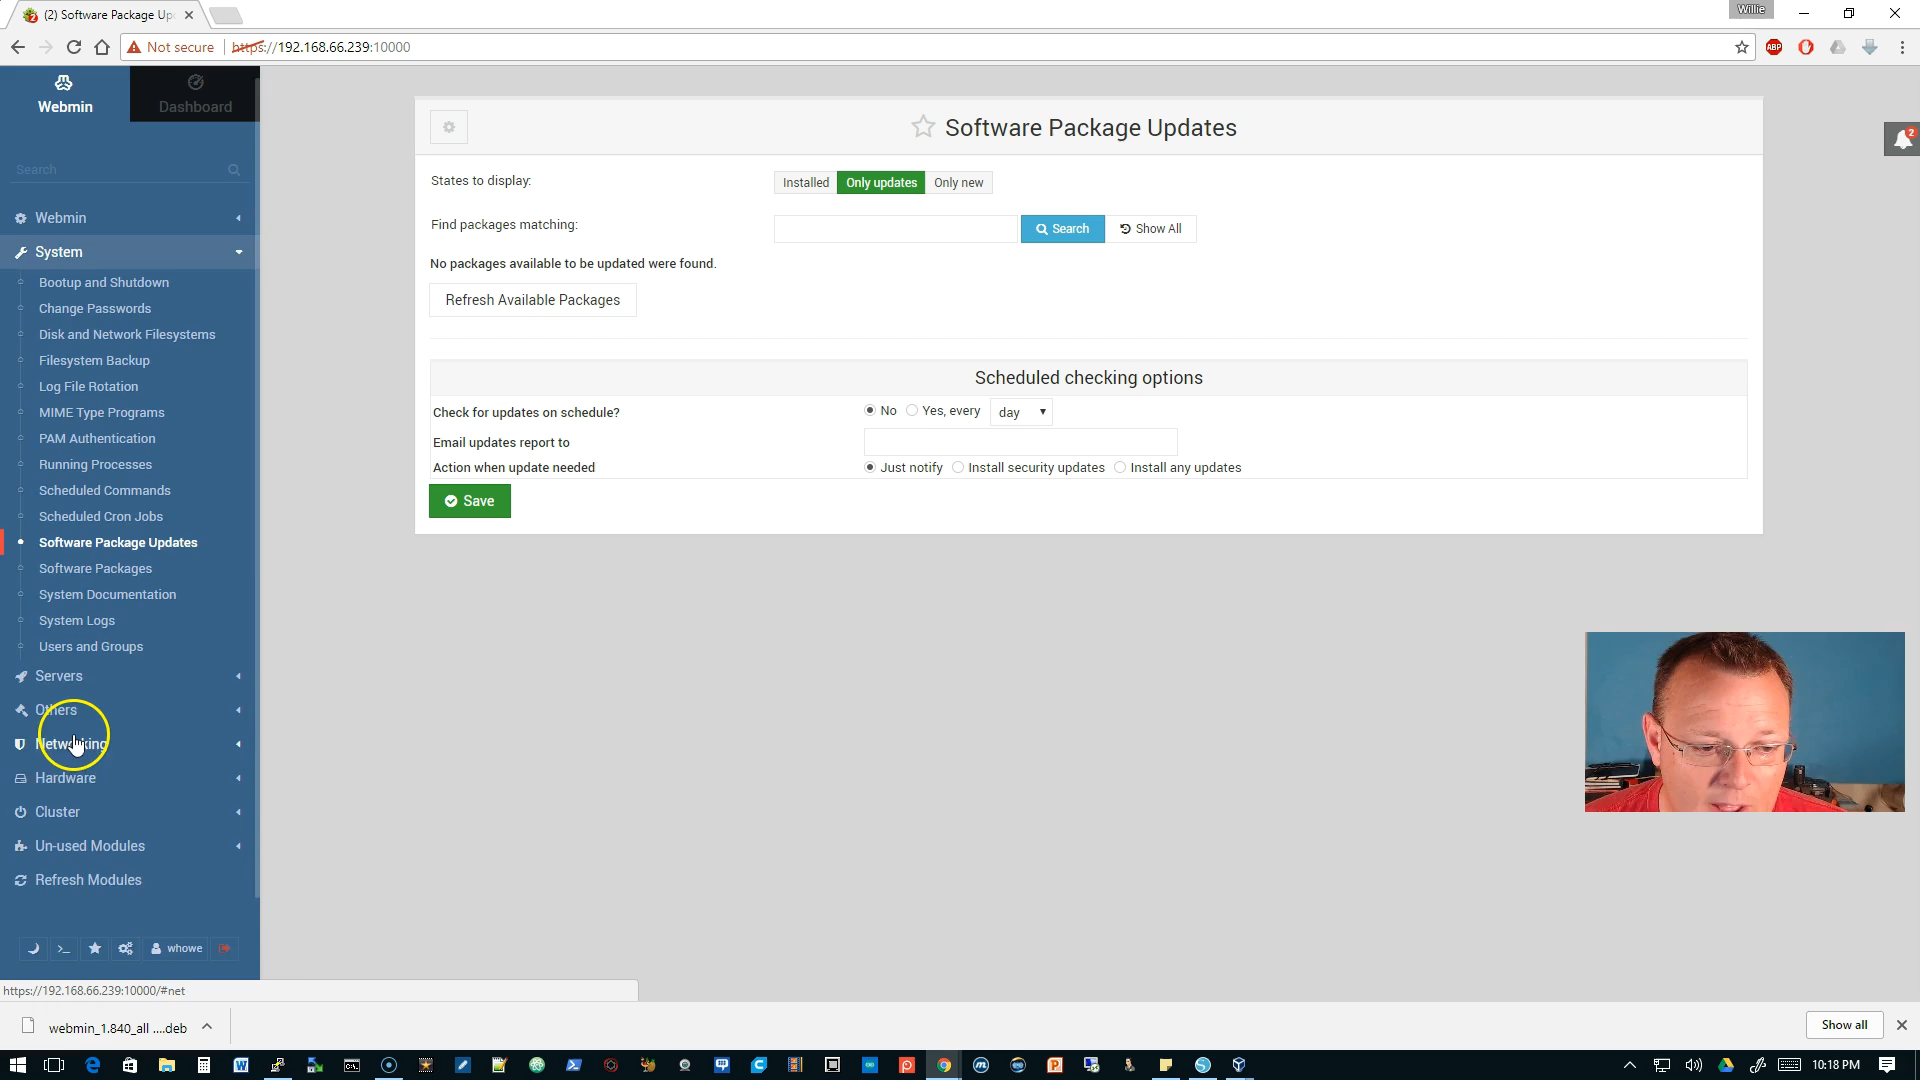 (2) Software Package Up
Willie
Not secure
https://192.168.66.239:10000
ABP
Webmin
Dashboard
Search
Webmin
System
Bootup and Shutdown
Change Passwords
Disk and Network Filesystems
Filesystem Backup
Log File Rotation
MIME Type Programs
PAM Authentication
Running Processes
Scheduled Commands
Scheduled Cron Jobs
Software Package Updates
Software Packages
System Documentation
System Logs
Users and Groups
Servers
Others
Networking
Hardware
Cluster
Un-used Modules
Refresh Modules
whowe
Software Package Updates
2
States to display:
Installed Only updates Only new
Find packages matching:
Search Show All
No packages available to be updated were found.
Refresh Available Packages
Scheduled checking options
Check for updates on schedule? No Yes, every day
Email updates report to
Action when update needed Just notify Install security updates Install any updates
Save
https://192.168.66.239:10000/#net
webmin_1.840_all ....deb
Show all
10:18 PM